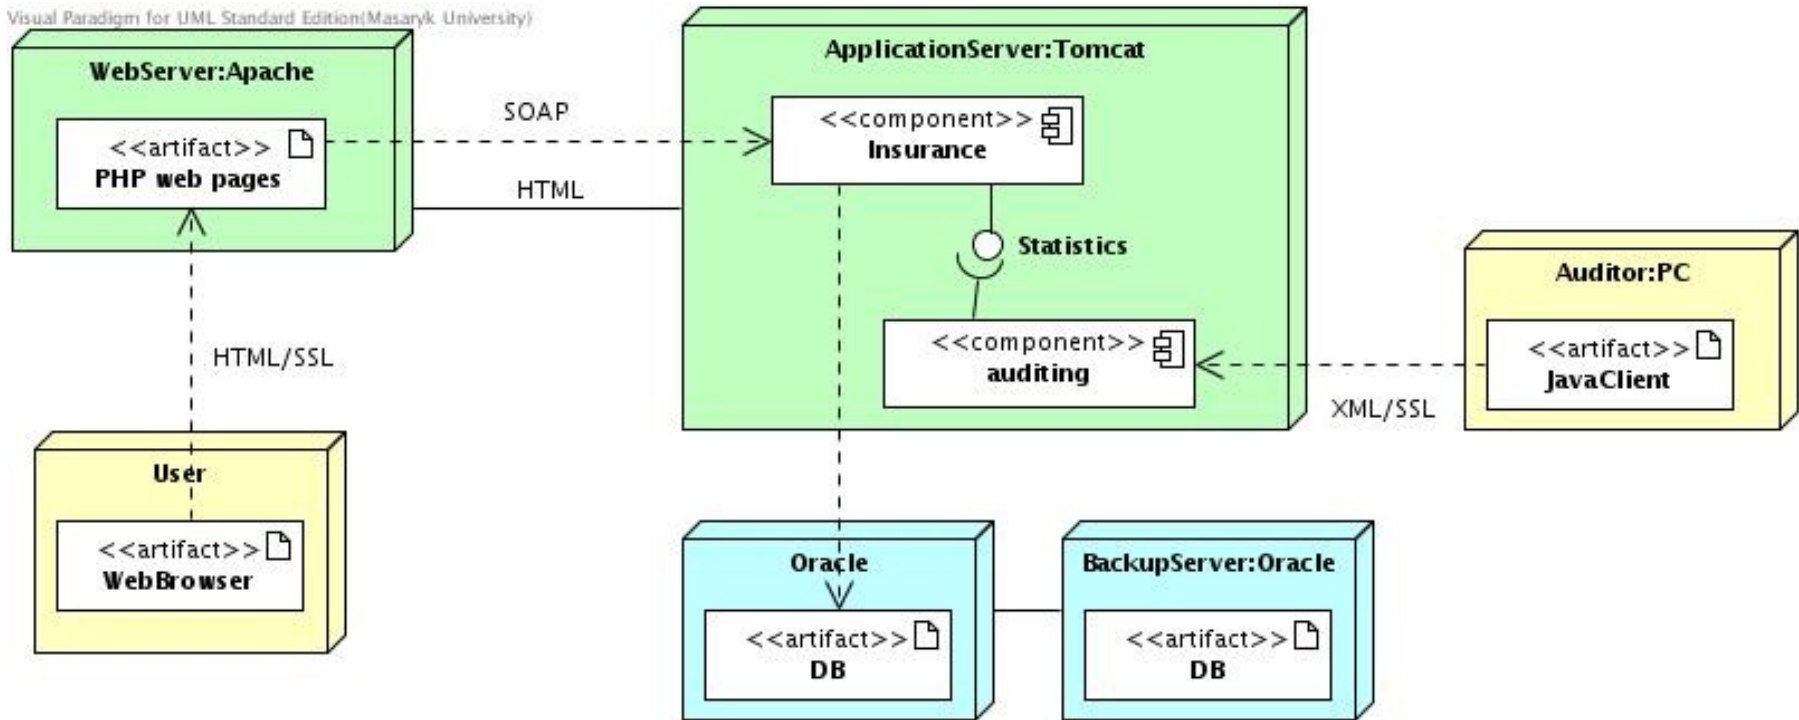 Visual Paradigm for UML Standard Edition(Masaryk University)
WebServer:Apache
<<artifact>>
PHP web pages
SOAP
HTML
ApplicationServer:Tomcat
<<component>>
Insurance
Statistics
<<component>>
auditing
Auditor:PC
<<artifact>>
JavaClient
XML/SSL
HTML/SSL
User
<<artifact>>
WebBrowser
Oracle
<<artifact>>
DB
BackupServer:Oracle
<<artifact>>
DB